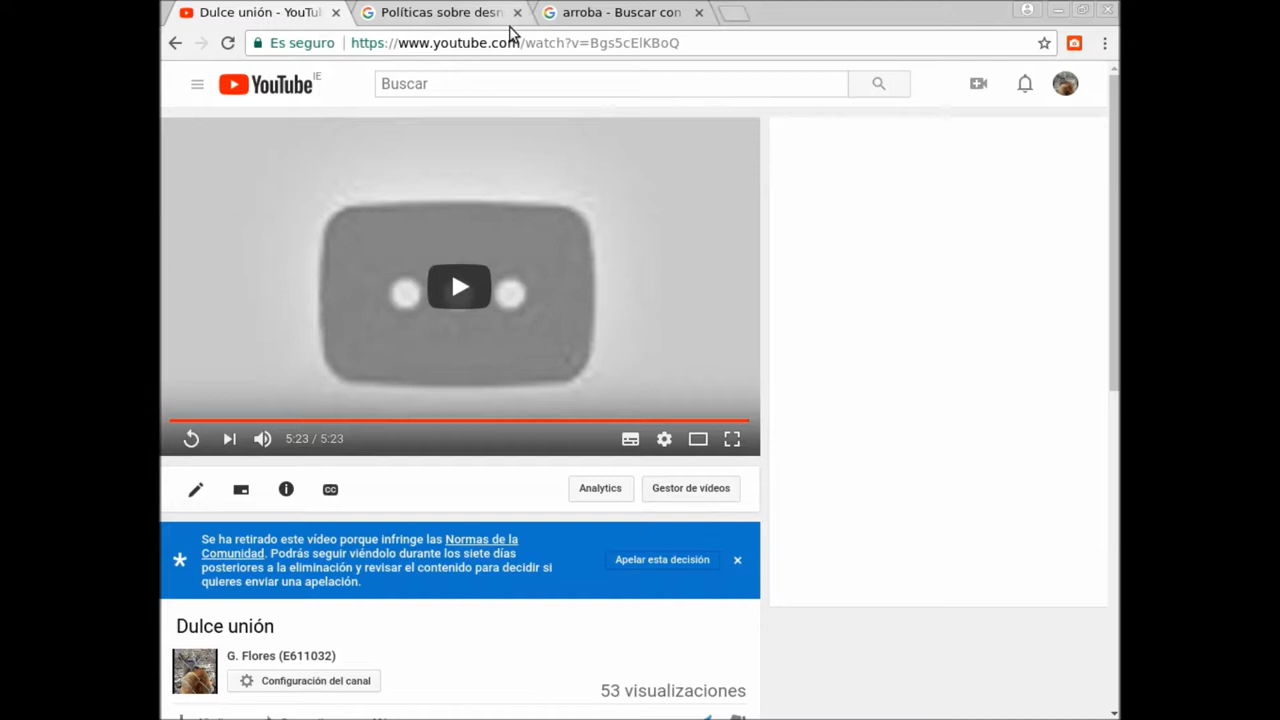 Dulce unión - YouTu
Políticas sobre desn
arroba - Buscar con
Es seguro
https://www.youtube.com/watch?v=Bgs5cElKBoQ
YouTube IE
Buscar
5:23 / 5:23
CC
Analytics
Gestor de vídeos
Se ha retirado este vídeo porque infringe las Normas de la
Comunidad. Podrás seguir viéndolo durante los siete días
posteriores a la eliminación y revisar el contenido para decidir si
quieres enviar una apelación.
Apelar esta decisión
Dulce unión
G. Flores (E611032)
Configuración del canal
53 visualizaciones